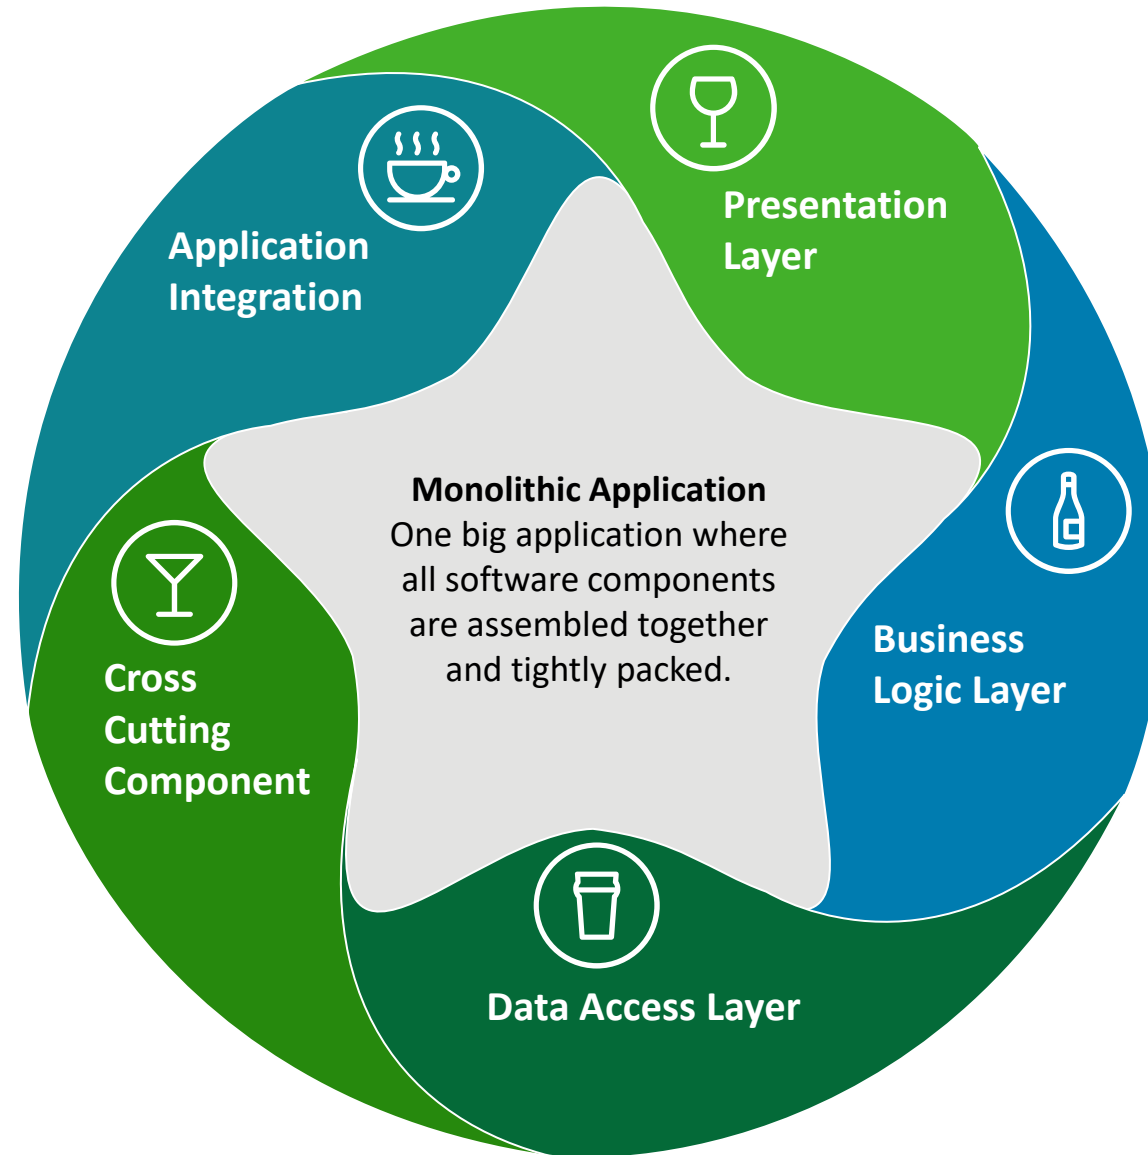 Presentation
Layer
Application
Integration
Monolithic Application
One big application where
all software components
are assembled together
and tightly packed.
Business
Logic Layer
Cross
Cutting
Component
Data Access Layer